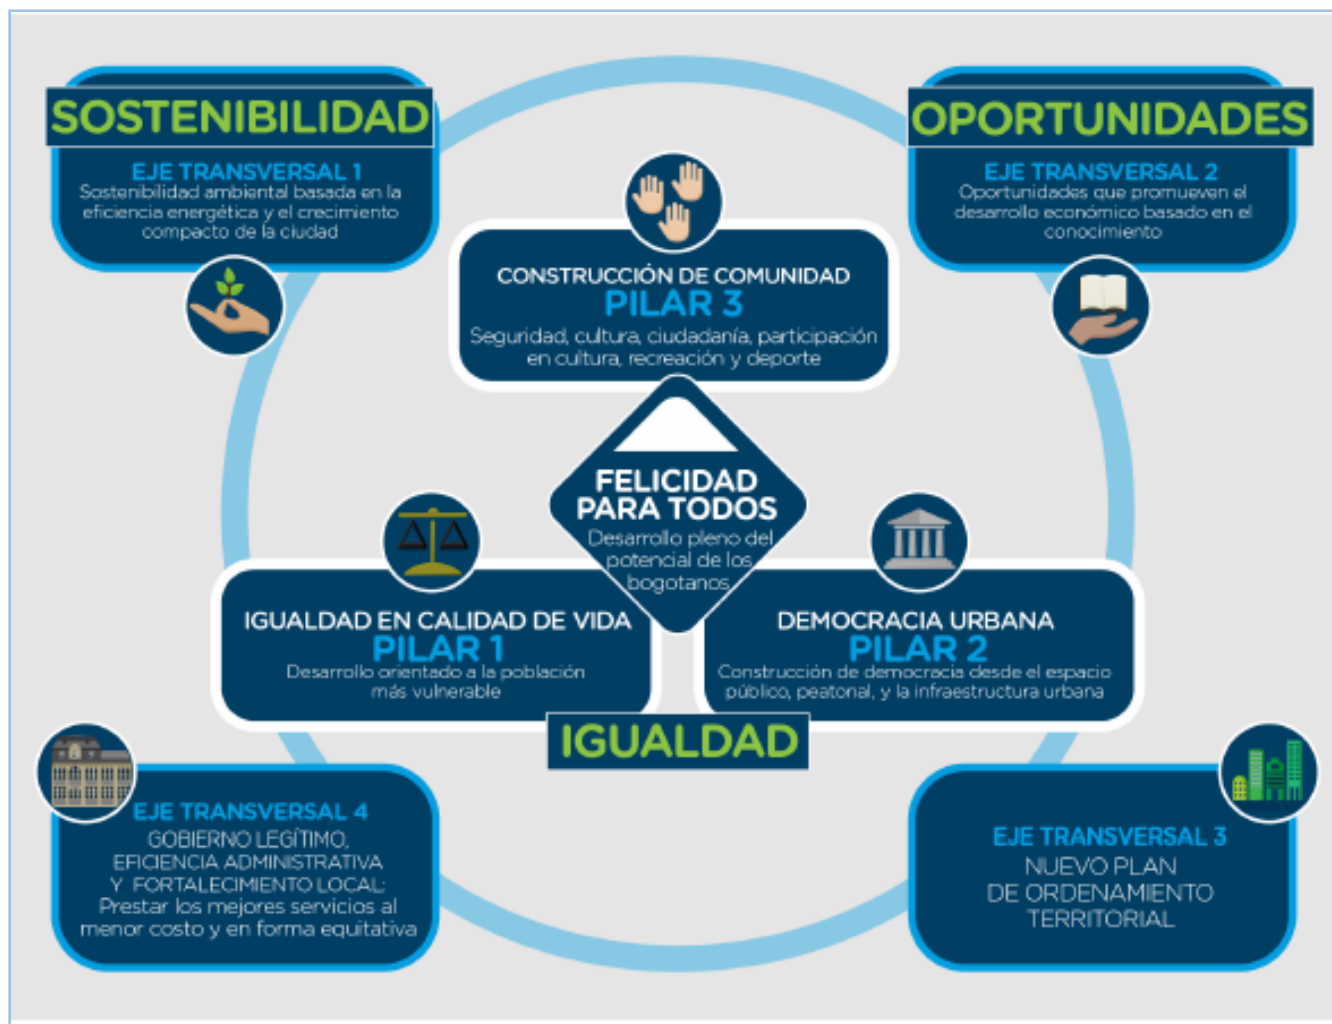 SOSTENIBILIDAD
EJE TRANSVERSAL 1
Sostenibilidad ambiental basada en la
eficiencia energética y el crecimiento
compacto de la ciudad
OPORTUNIDADES
EJE TRANSVERSAL 2
Oportunidades que promueven el
desarrollo económico basado en el
conocimiento
CONSTRUCCIÓN DE COMUNIDAD
PILAR 3
Seguridad, cultura, ciudadanía, participación
en cultura, recreación y deporte
FELICIDAD
PARA TODOS
Desarrollo pleno del
potencial de los
bogotanos
IGUALDAD EN CALIDAD DE VIDA
PILAR 1
Desarrollo orientado a la población
más vulnerable
DEMOCRACIA URBANA
PILAR 2
Construcción de democracia desde el espacio
público, peatonal, y la infraestructura urbana
IGUALDAD
EJE TRANSVERSAL 4
GOBIERNO LEGÍTIMO,
EFICIENCIA ADMINISTRATIVA
Y FORTALECIMIENTO LOCAL:
Prestar los mejores servicios al
menor costo y en forma equitativa
EJE TRANSVERSAL 3
NUEVO PLAN
DE ORDENAMIENTO
TERRITORIAL